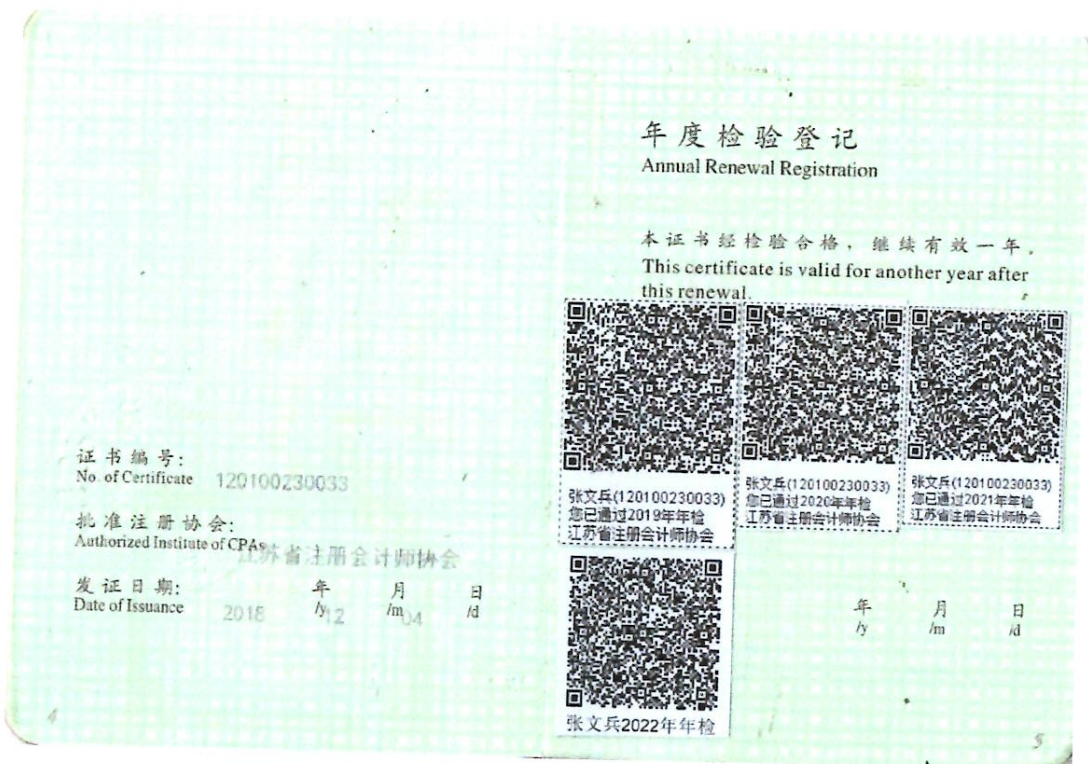 证书编号:
No. of Certificate 120100230033
批准注册协会:
Authorized Institute of CPAs 江苏省注册会计师协会
发证日期: 年 月 日
Date of Issuance 2018 /y 12 /m 04 /d
4
年度检验登记
Annual Renewal Registration
本证书经检验合格，继续有效一年。
This certificate is valid for another year after
this renewal.
张文兵(120100230033)
您已通过2019年年检
江苏省注册会计师协会
张文兵(120100230033)
您已通过2020年年检
江苏省注册会计师协会
张文兵(120100230033)
您已通过2021年年检
江苏省注册会计师协会
张文兵2022年年检
年 月 日
/y /m /d
5